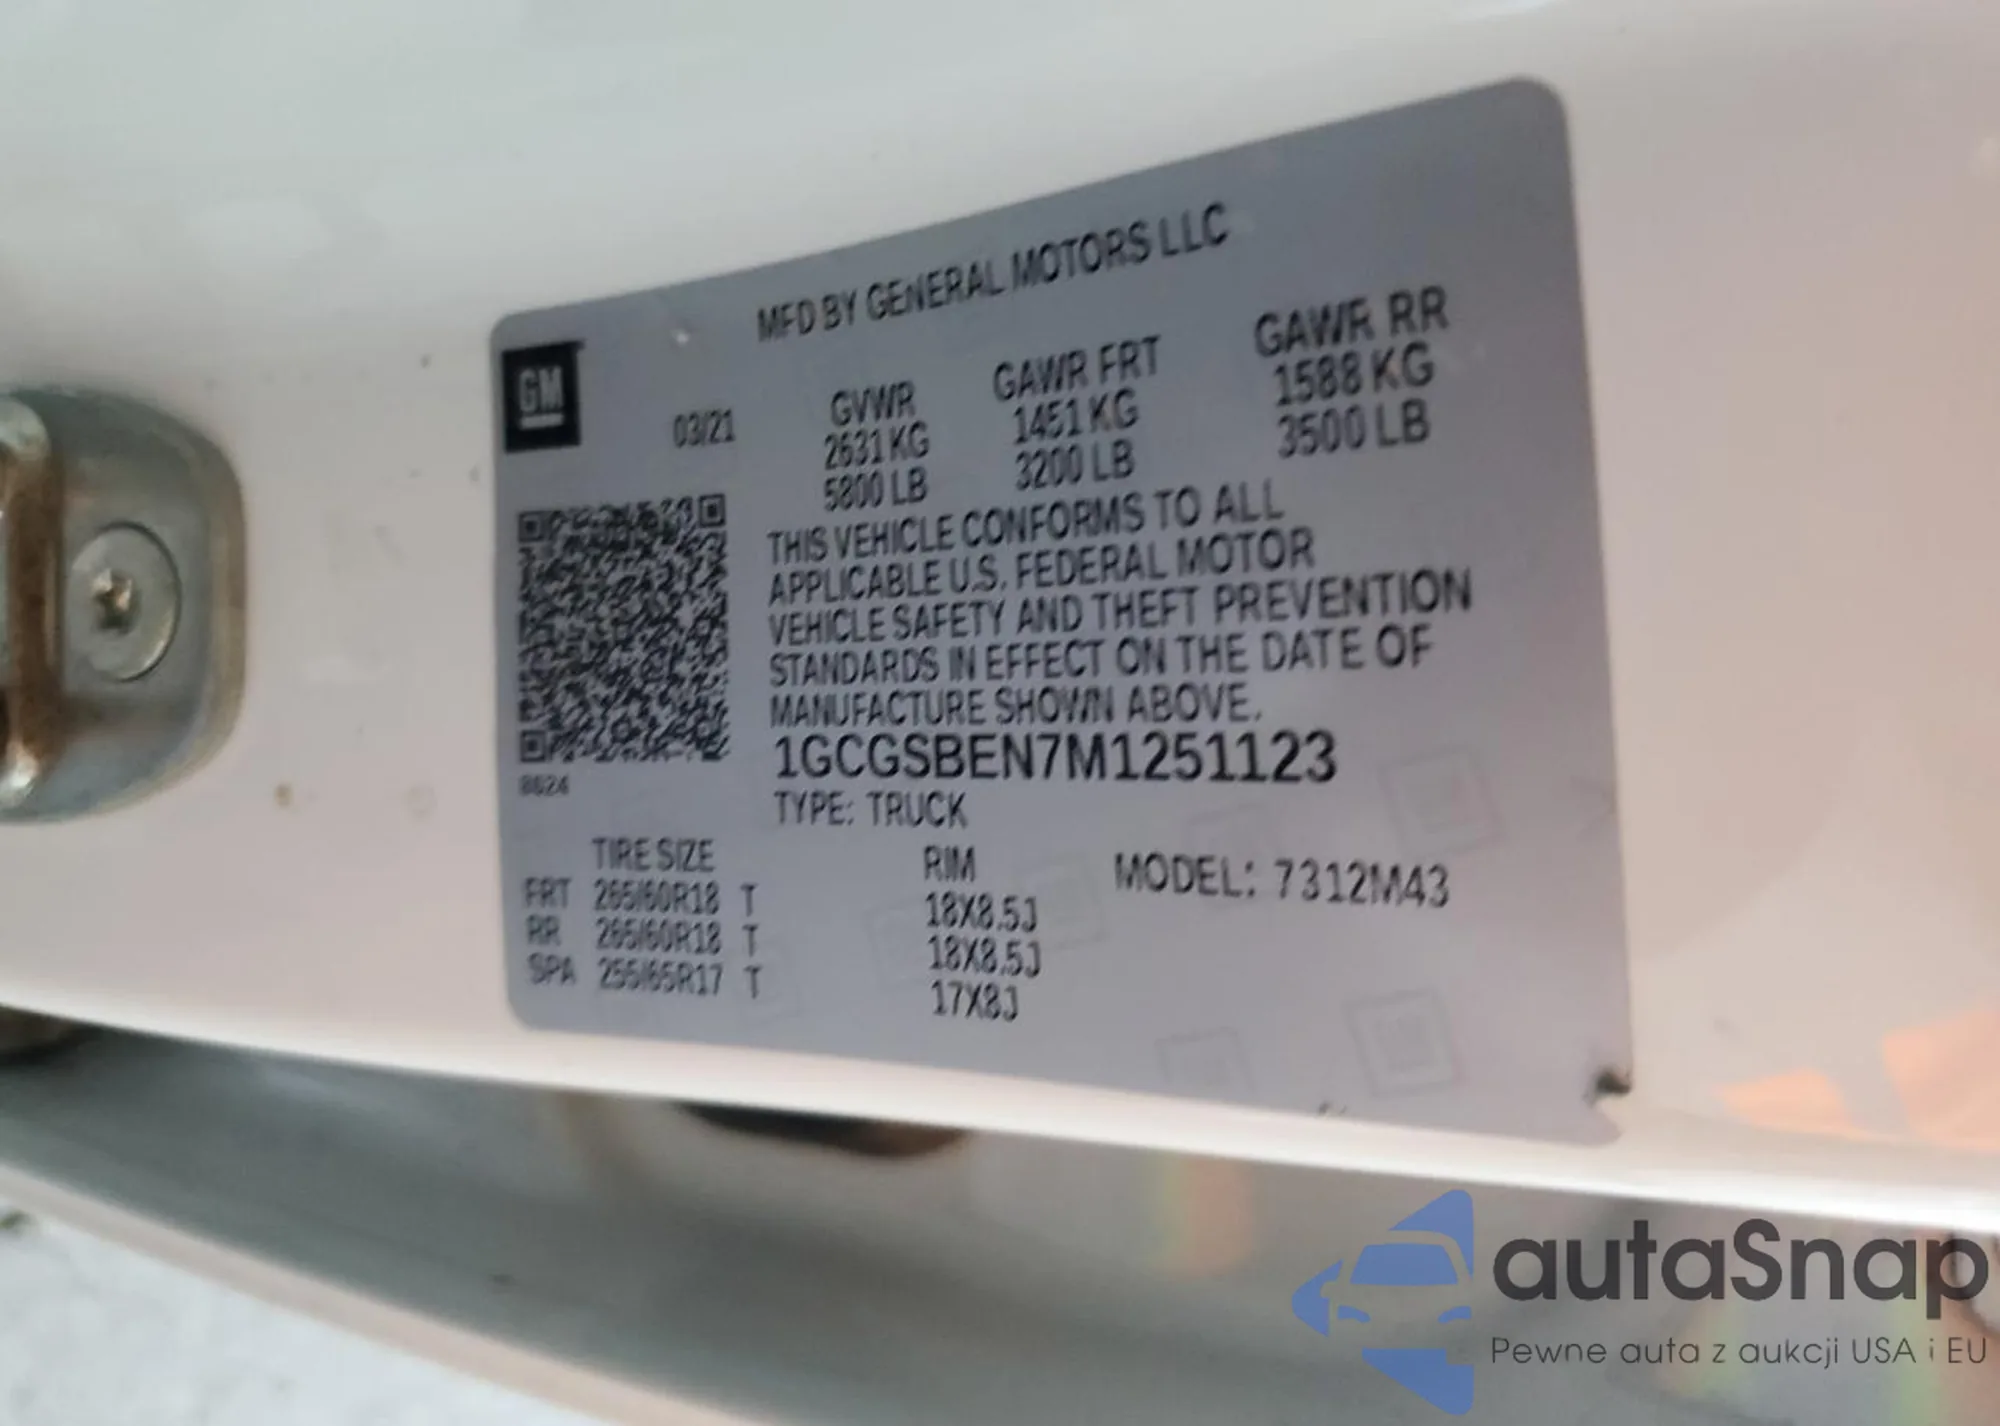 MFD BY GENERAL MOTORS LLC
GM
03/21
GVWR GAWR FRT GAWR RR
2631 KG 1451 KG 1588 KG
5800 LB 3200 LB 3500 LB
THIS VEHICLE CONFORMS TO ALL
APPLICABLE U.S. FEDERAL MOTOR
VEHICLE SAFETY AND THEFT PREVENTION
STANDARDS IN EFFECT ON THE DATE OF
MANUFACTURE SHOWN ABOVE.
1GCGSBEN7M1251123
8624
TYPE: TRUCK
TIRE SIZE RIM MODEL: 7312M43
FRT 265/60R18 T 18X8.5J
RR 265/60R18 T 18X8.5J
SPA 255/65R17 T 17X8J
autaSnap
Pewne auta z aukcji USA i EU